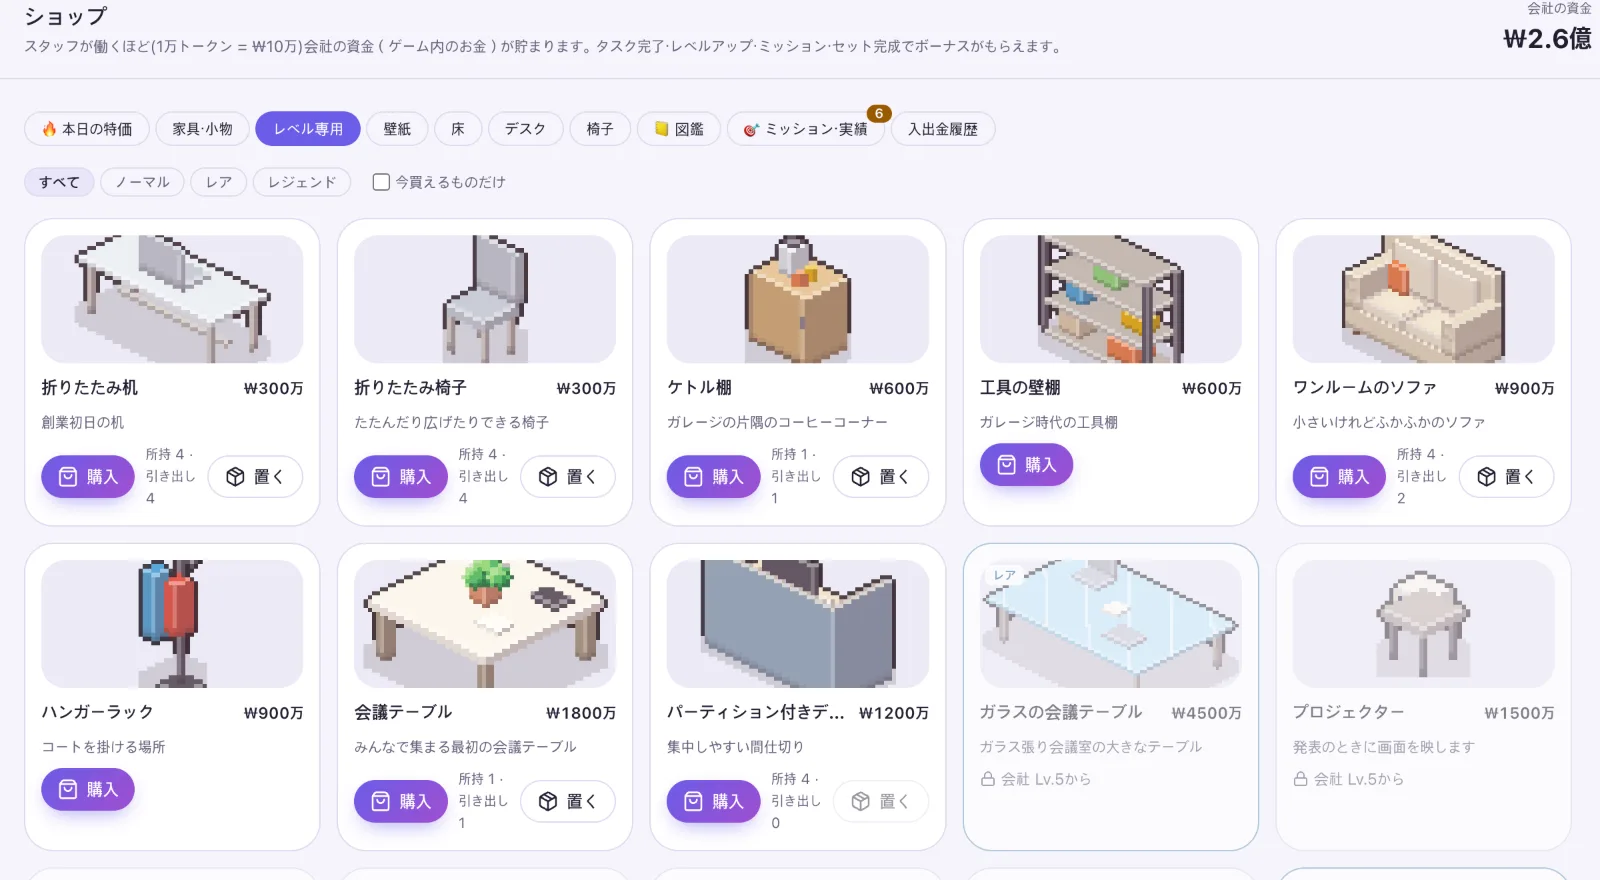 ショップ
会社の資金
スタッフが働くほど(1万トークン = ₩10万)会社の資金 ( ゲーム内のお金 ) が貯まります。タスク完了·レベルアップ·ミッション·セット完成でボーナスがもらえます。
₩2.6億
本日の特価 家具·小物 レベル専用 壁紙 床 デスク 椅子 図鑑 ミッション·実績 6 入出金履歴
すべて ノーマル レア レジェンド 今買えるものだけ
折りたたみ机 ₩300万
創業初日の机
購入 所持 4 · 引き出し 4 置く
折りたたみ椅子 ₩300万
たたんだり広げたりできる椅子
購入 所持 4 · 引き出し 4 置く
ケトル棚 ₩600万
ガレージの片隅のコーヒーコーナー
購入 所持 1 · 引き出し 1 置く
工具の壁棚 ₩600万
ガレージ時代の工具棚
購入
ワンルームのソファ ₩900万
小さいけれどふかふかのソファ
購入 所持 4 · 引き出し 2 置く
ハンガーラック ₩900万
コートを掛ける場所
購入
会議テーブル ₩1800万
みんなで集まる最初の会議テーブル
購入 所持 1 · 引き出し 1 置く
パーティション付きデ... ₩1200万
集中しやすい間仕切り
購入 所持 4 · 引き出し 0 置く
レア
ガラスの会議テーブル ₩4500万
ガラス張り会議室の大きなテーブル
会社 Lv.5から
プロジェクター ₩1500万
発表のときに画面を映します
会社 Lv.5から